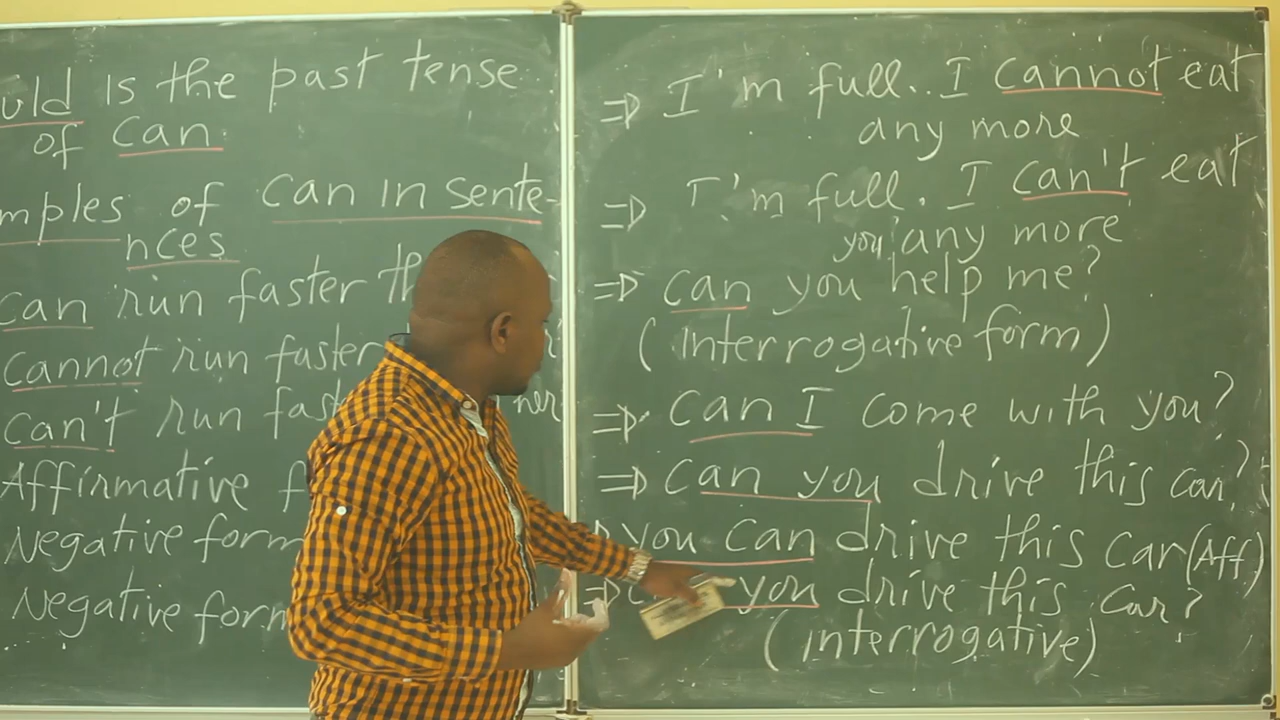 uld is the past tense
of can
mples of can in sente-
nces
can run faster th
cannot run faster
can't run fast her
Affirmative f
Negative form
Negative form
⇒ I'm full.. I cannot eat
any more
⇒ I'm full. I can't eat
you any more
⇒ can you help me?
(interrogative form)
⇒ can I come with you?
⇒ can you drive this car?
you can drive this car (Aff.)
⇒ c you drive this car?
(interrogative)